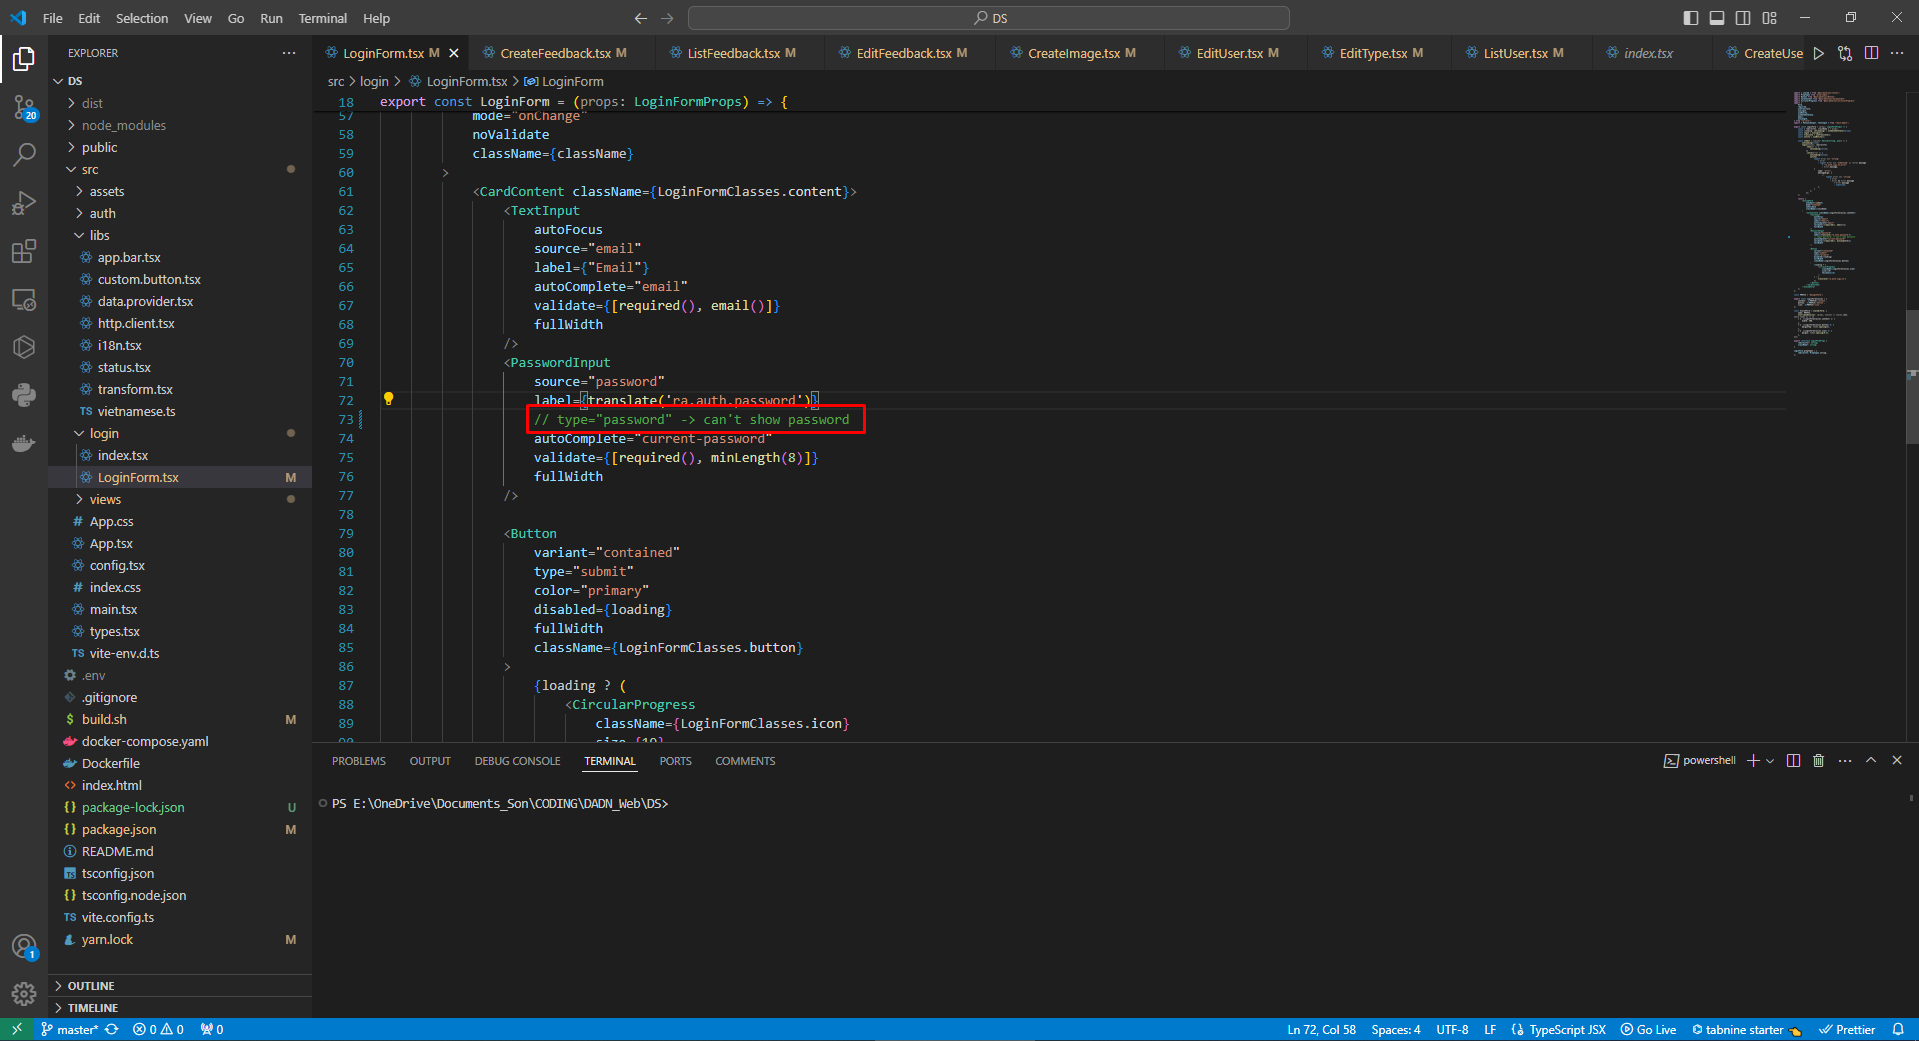 File Edit Selection View Go Run Terminal Help
DS
EXPLORER
LoginForm.tsx M
CreateFeedback.tsx M
ListFeedback.tsx M
EditFeedback.tsx M
CreateImage.tsx M
EditUser.tsx M
EditType.tsx M
ListUser.tsx M
index.tsx
CreateUse
DS
src > login > LoginForm.tsx > LoginForm
dist
node_modules
public
src
assets
auth
libs
app.bar.tsx
custom.button.tsx
data.provider.tsx
http.client.tsx
i18n.tsx
status.tsx
transform.tsx
TS vietnamese.ts
login
index.tsx
LoginForm.tsx M
views
# App.css
App.tsx
config.tsx
# index.css
main.tsx
types.tsx
TS vite-env.d.ts
.env
.gitignore
$ build.sh M
docker-compose.yaml
Dockerfile
<> index.html
{} package-lock.json U
{} package.json M
README.md
tsconfig.json
{} tsconfig.node.json
TS vite.config.ts
yarn.lock M
OUTLINE
TIMELINE
20
1
18 export const LoginForm = (props: LoginFormProps) => {
57 mode="onChange"
58 noValidate
59 className={className}
60 >
61 <CardContent className={LoginFormClasses.content}>
62 <TextInput
63 autoFocus
64 source="email"
65 label={"Email"}
66 autoComplete="email"
67 validate={[required(), email()]}
68 fullWidth
69 />
70 <PasswordInput
71 source="password"
72 label={translate('ra.auth.password')}
73 // type="password" -> can't show password
74 autoComplete="current-password"
75 validate={[required(), minLength(8)]}
76 fullWidth
77 />
78
79 <Button
80 variant="contained"
81 type="submit"
82 color="primary"
83 disabled={loading}
84 fullWidth
85 className={LoginFormClasses.button}
86 >
87 {loading ? (
88 <CircularProgress
89 className={LoginFormClasses.icon}
90 size={19}
PROBLEMS OUTPUT DEBUG CONSOLE TERMINAL PORTS COMMENTS
powershell
PS E:\OneDrive\Documents_Son\CODING\DADN_Web\DS>
master* 0 0 0
Ln 72, Col 58 Spaces: 4 UTF-8 LF {} TypeScript JSX Go Live tabnine starter Prettier